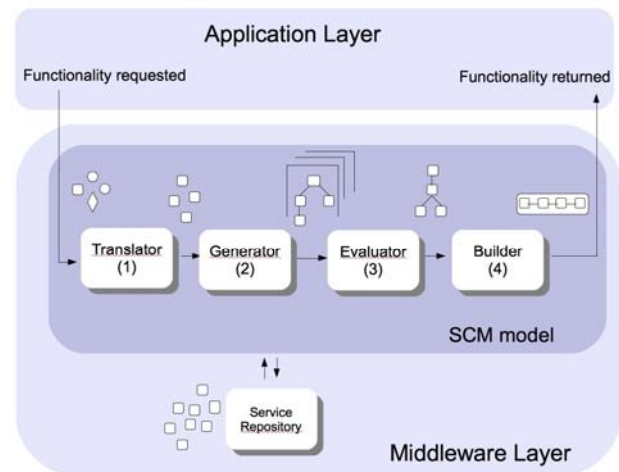 Application Layer
Functionality requested
Functionality returned
Translator
(1)
Generator
(2)
Evaluator
(3)
Builder
(4)
SCM model
Service
Repository
Middleware Layer